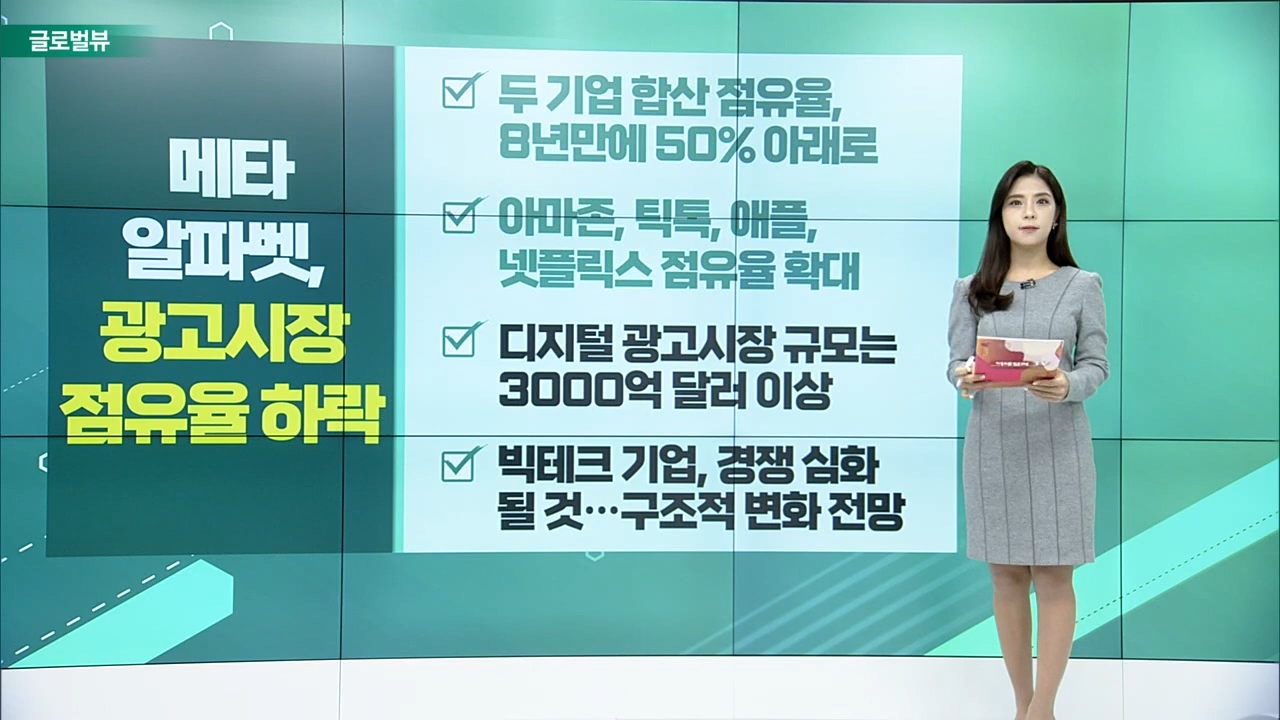 글로벌뷰
메타
알파벳,
광고시장
점유율 하락
두 기업 합산 점유율,
8년만에 50% 아래로
아마존, 틱톡, 애플,
넷플릭스 점유율 확대
디지털 광고시장 규모는
3000억 달러 이상
빅테크 기업, 경쟁 심화
될 것…구조적 변화 전망